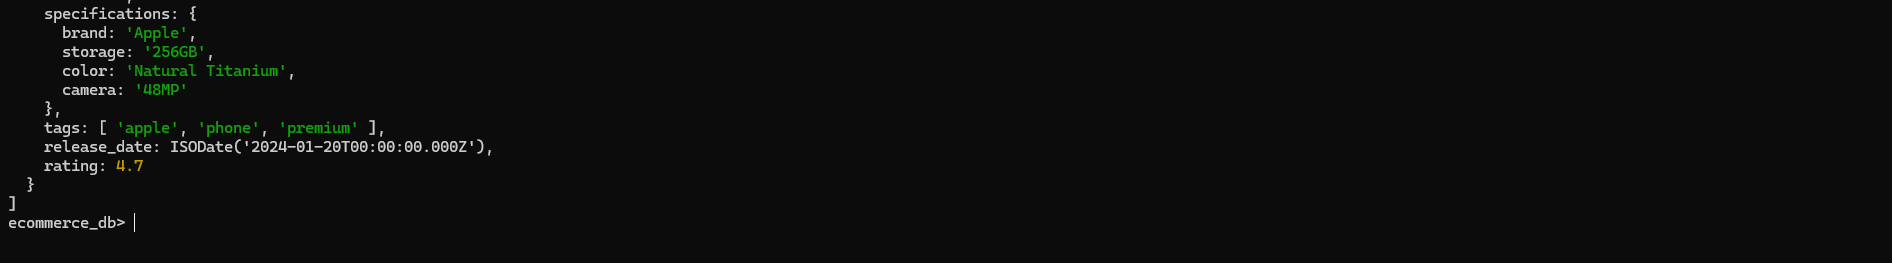 specifications: {
brand: 'Apple',
storage: '256GB',
color: 'Natural Titanium',
camera: '48MP'
},
tags: [ 'apple', 'phone', 'premium' ],
release_date: ISODate('2024-01-20T00:00:00.000Z'),
rating: 4.7
}
]
ecommerce_db>